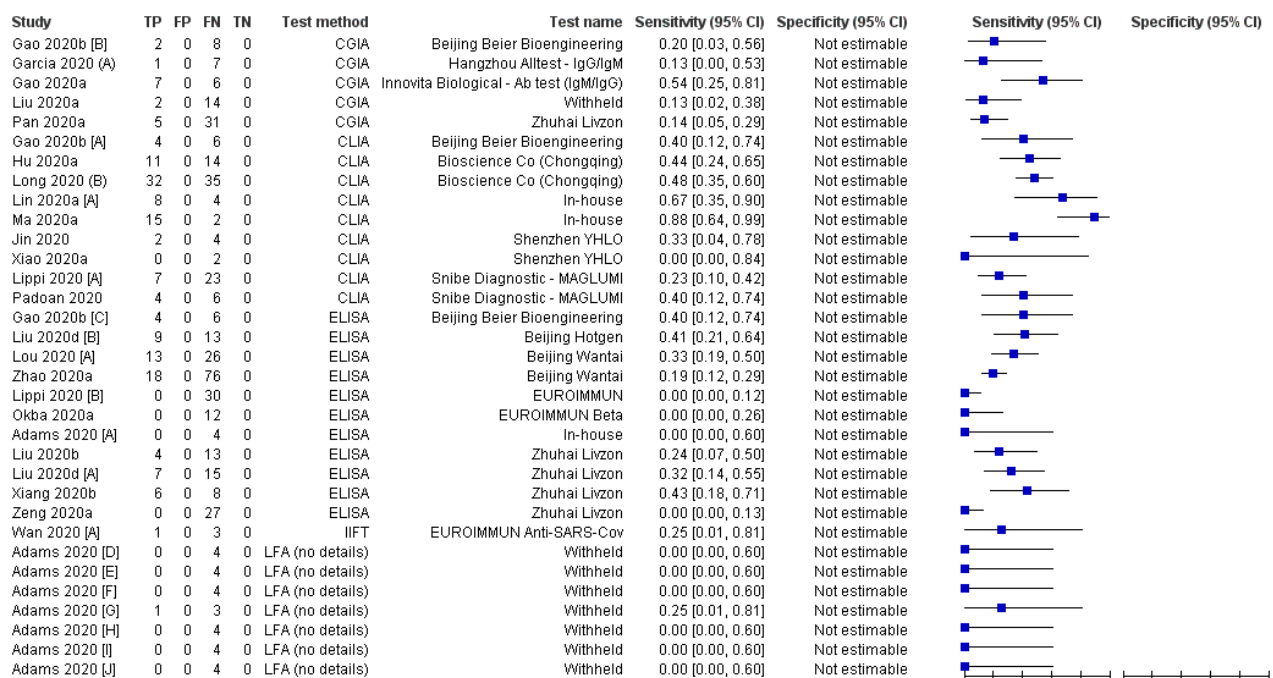 Study TP FP FN TN Test method Test name Sensitivity (95% CI) Specificity (95% CI) Sensitivity (95% CI) Specificity (95% CI)
Gao 2020b [B] 2 0 8 0 CGIA Beijing Beier Bioengineering 0.20 [0.03, 0.56] Not estimable
Garcia 2020 (A) 1 0 7 0 CGIA Hangzhou Alltest - IgG/IgM 0.13 [0.00, 0.53] Not estimable
Gao 2020a 7 0 6 0 CGIA Innovita Biological - Ab test (IgM/IgG) 0.54 [0.25, 0.81] Not estimable
Liu 2020a 2 0 14 0 CGIA Withheld 0.13 [0.02, 0.38] Not estimable
Pan 2020a 5 0 31 0 CGIA Zhuhai Livzon 0.14 [0.05, 0.29] Not estimable
Gao 2020b [A] 4 0 6 0 CLIA Beijing Beier Bioengineering 0.40 [0.12, 0.74] Not estimable
Hu 2020a 11 0 14 0 CLIA Bioscience Co (Chongqing) 0.44 [0.24, 0.65] Not estimable
Long 2020 (B) 32 0 35 0 CLIA Bioscience Co (Chongqing) 0.48 [0.35, 0.60] Not estimable
Lin 2020a [A] 8 0 4 0 CLIA In-house 0.67 [0.35, 0.90] Not estimable
Ma 2020a 15 0 2 0 CLIA In-house 0.88 [0.64, 0.99] Not estimable
Jin 2020 2 0 4 0 CLIA Shenzhen YHLO 0.33 [0.04, 0.78] Not estimable
Xiao 2020a 0 0 2 0 CLIA Shenzhen YHLO 0.00 [0.00, 0.84] Not estimable
Lippi 2020 [A] 7 0 23 0 CLIA Snibe Diagnostic - MAGLUMI 0.23 [0.10, 0.42] Not estimable
Padoan 2020 4 0 6 0 CLIA Snibe Diagnostic - MAGLUMI 0.40 [0.12, 0.74] Not estimable
Gao 2020b [C] 4 0 6 0 ELISA Beijing Beier Bioengineering 0.40 [0.12, 0.74] Not estimable
Liu 2020d [B] 9 0 13 0 ELISA Beijing Hotgen 0.41 [0.21, 0.64] Not estimable
Lou 2020 [A] 13 0 26 0 ELISA Beijing Wantai 0.33 [0.19, 0.50] Not estimable
Zhao 2020a 18 0 76 0 ELISA Beijing Wantai 0.19 [0.12, 0.29] Not estimable
Lippi 2020 [B] 0 0 30 0 ELISA EUROIMMUN 0.00 [0.00, 0.12] Not estimable
Okba 2020a 0 0 12 0 ELISA EUROIMMUN Beta 0.00 [0.00, 0.26] Not estimable
Adams 2020 [A] 0 0 4 0 ELISA In-house 0.00 [0.00, 0.60] Not estimable
Liu 2020b 4 0 13 0 ELISA Zhuhai Livzon 0.24 [0.07, 0.50] Not estimable
Liu 2020d [A] 7 0 15 0 ELISA Zhuhai Livzon 0.32 [0.14, 0.55] Not estimable
Xiang 2020b 6 0 8 0 ELISA Zhuhai Livzon 0.43 [0.18, 0.71] Not estimable
Zeng 2020a 0 0 27 0 ELISA Zhuhai Livzon 0.00 [0.00, 0.13] Not estimable
Wan 2020 [A] 1 0 3 0 IIFT EUROIMMUN Anti-SARS-Cov 0.25 [0.01, 0.81] Not estimable
Adams 2020 [D] 0 0 4 0 LFA (no details) Withheld 0.00 [0.00, 0.60] Not estimable
Adams 2020 [E] 0 0 4 0 LFA (no details) Withheld 0.00 [0.00, 0.60] Not estimable
Adams 2020 [F] 0 0 4 0 LFA (no details) Withheld 0.00 [0.00, 0.60] Not estimable
Adams 2020 [G] 1 0 3 0 LFA (no details) Withheld 0.25 [0.01, 0.81] Not estimable
Adams 2020 [H] 0 0 4 0 LFA (no details) Withheld 0.00 [0.00, 0.60] Not estimable
Adams 2020 [I] 0 0 4 0 LFA (no details) Withheld 0.00 [0.00, 0.60] Not estimable
Adams 2020 [J] 0 0 4 0 LFA (no details) Withheld 0.00 [0.00, 0.60] Not estimable